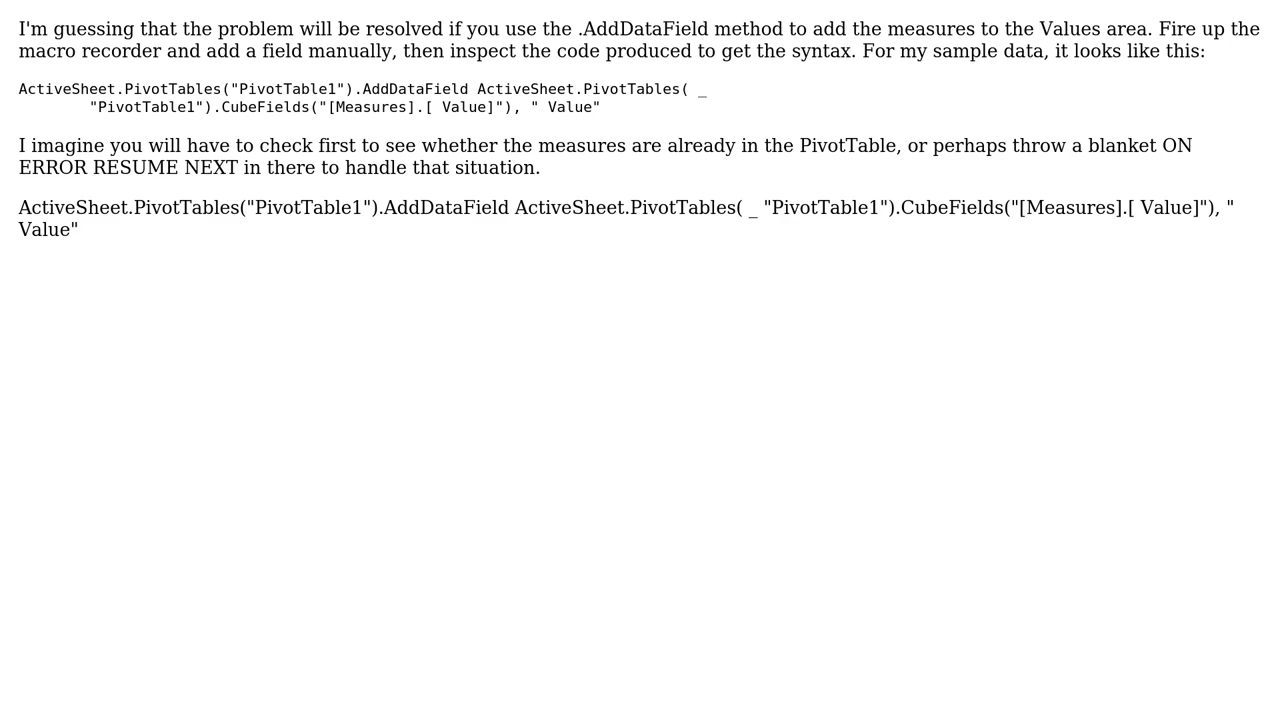 I'm guessing that the problem will be resolved if you use the .AddDataField method to add the measures to the Values area. Fire up the
macro recorder and add a field manually, then inspect the code produced to get the syntax. For my sample data, it looks like this:
ActiveSheet.PivotTables("PivotTable1").AddDataField ActiveSheet.PivotTables( _
        "PivotTable1").CubeFields("[Measures].[ Value]"), " Value"
I imagine you will have to check first to see whether the measures are already in the PivotTable, or perhaps throw a blanket ON
ERROR RESUME NEXT in there to handle that situation.
ActiveSheet.PivotTables("PivotTable1").AddDataField ActiveSheet.PivotTables( _ "PivotTable1").CubeFields("[Measures].[ Value]"), "
Value"